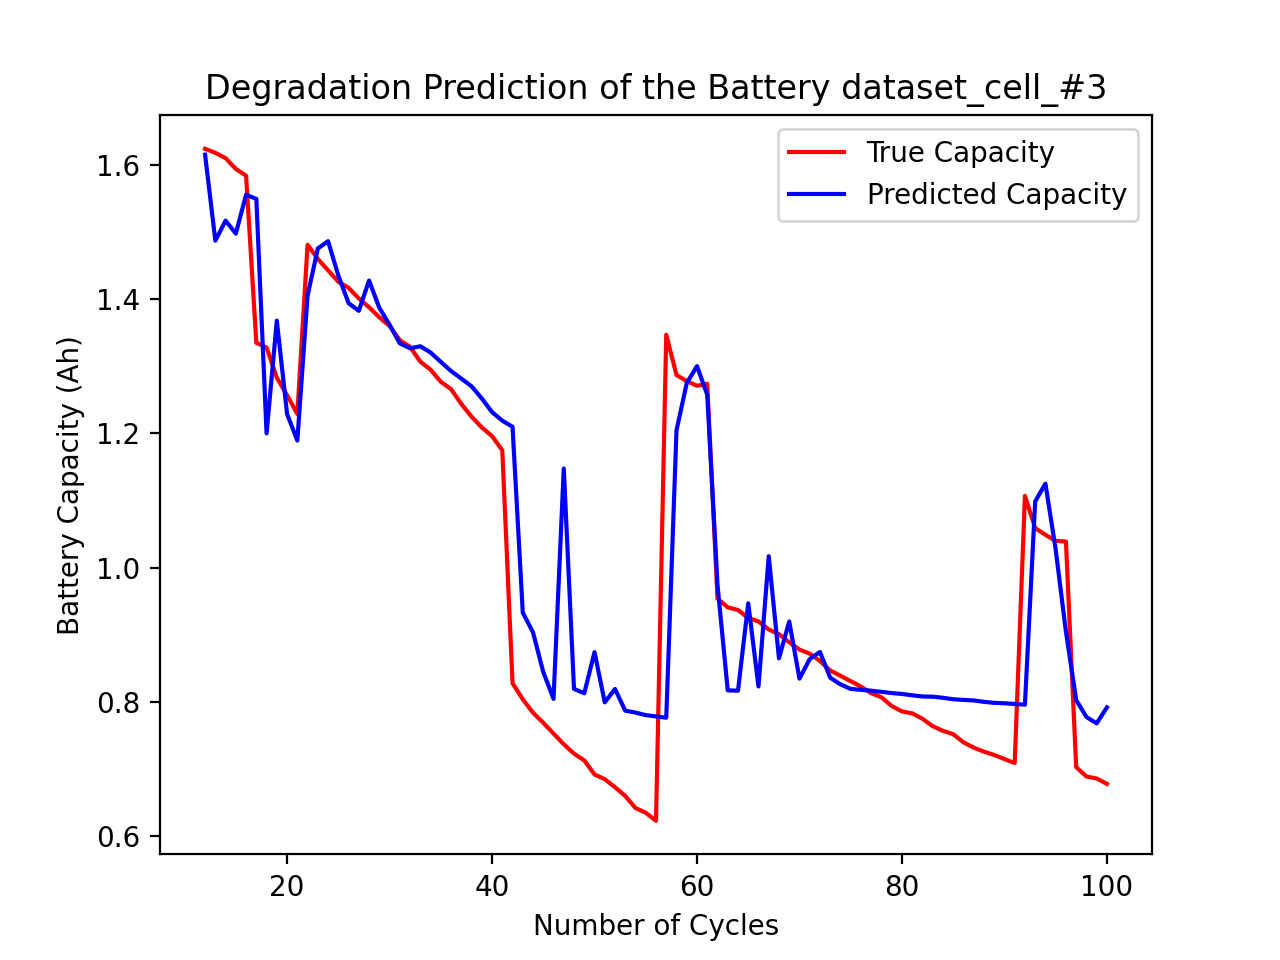 Degradation Prediction of the Battery dataset_cell_#3
True Capacity
Predicted Capacity
Battery Capacity (Ah)
1.6
1.4
1.2
1.0
0.8
0.6
20 40 60 80 100
Number of Cycles